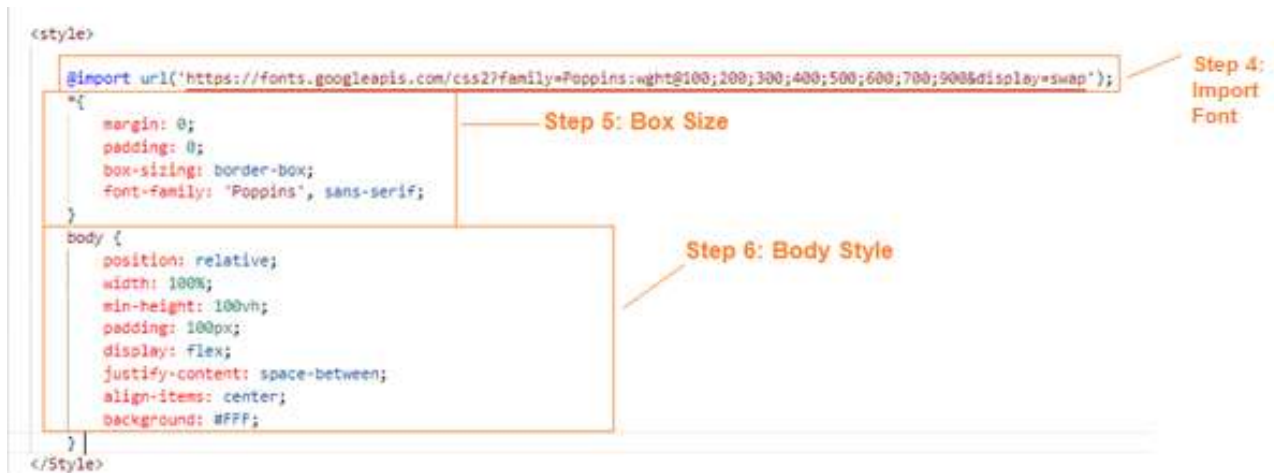 <style>
@import url('https://fonts.googleapis.com/css2?family=Poppins:wght@100;200;300;400;500;600;700;900&display=swap');
Step 4:
Import
Font
*{
margin: 0;
padding: 0;
box-sizing: border-box;
font-family: 'Poppins', sans-serif;
}
Step 5: Box Size
body {
position: relative;
width: 100%;
min-height: 100vh;
padding: 100px;
display: flex;
justify-content: space-between;
align-items: center;
background: #FFF;
}
Step 6: Body Style
</Style>